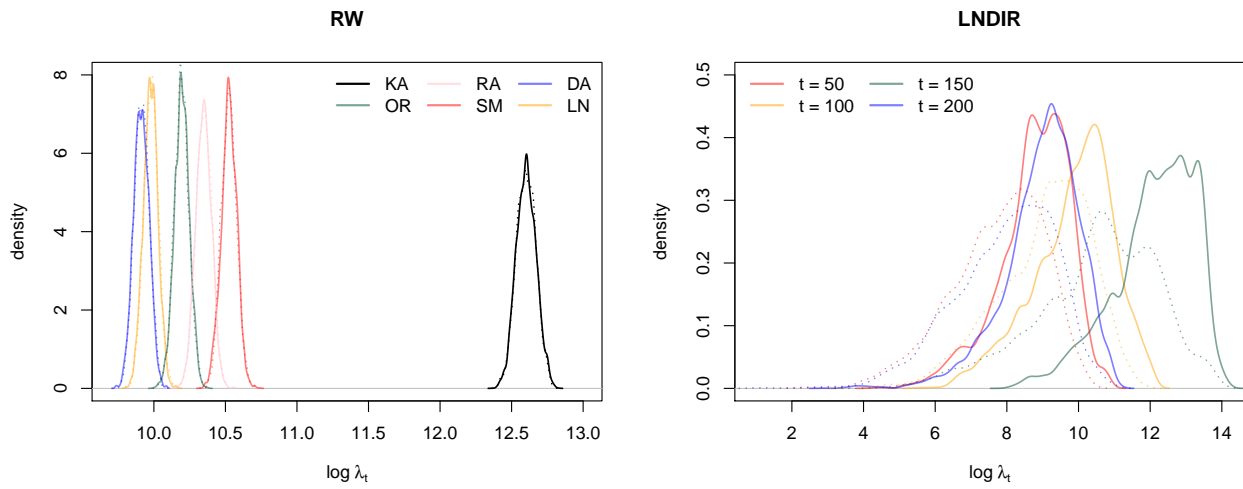 RW
density
0 2 4 6 8
KA RA DA
OR SM LN
10.0 10.5 11.0 11.5 12.0 12.5 13.0
log λt
LNDIR
density
0.0 0.1 0.2 0.3 0.4 0.5
t = 50 t = 150
t = 100 t = 200
2 4 6 8 10 12 14
log λt